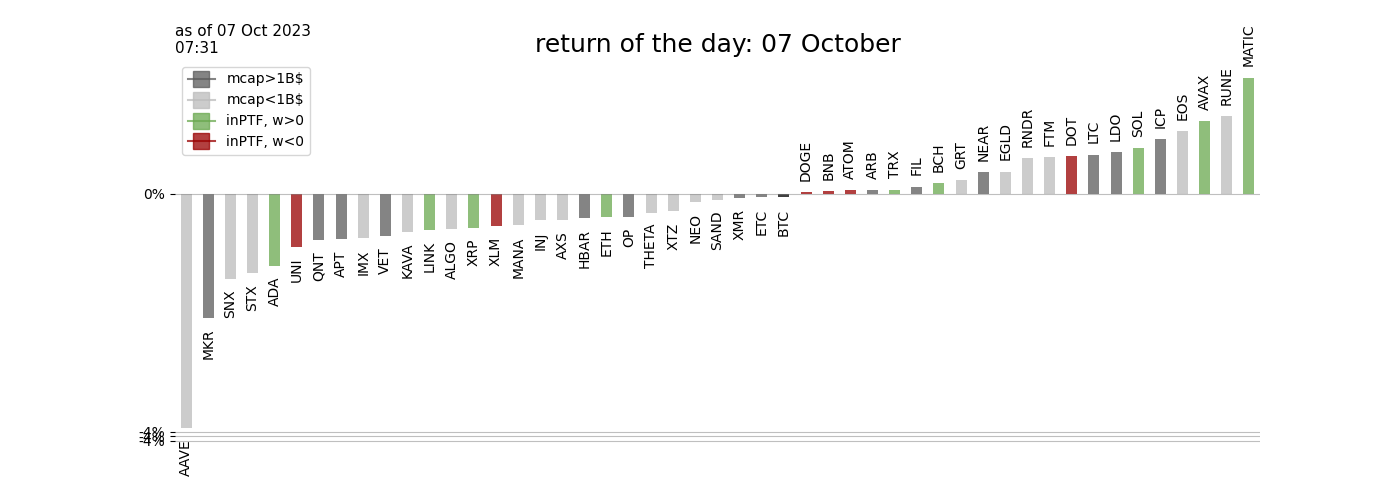 as of 07 Oct 2023
07:31
return of the day: 07 October
mcap>1B$
mcap<1B$
inPTF, w>0
inPTF, w<0
0%
-4%
-4%
AAVE
MKR
SNX
STX
ADA
UNI
QNT
APT
IMX
VET
KAVA
LINK
ALGO
XRP
XLM
MANA
INJ
AXS
HBAR
ETH
OP
THETA
XTZ
NEO
SAND
XMR
ETC
BTC
DOGE
BNB
ATOM
ARB
TRX
FIL
BCH
GRT
NEAR
EGLD
RNDR
FTM
DOT
LTC
LDO
SOL
ICP
EOS
AVAX
RUNE
MATIC